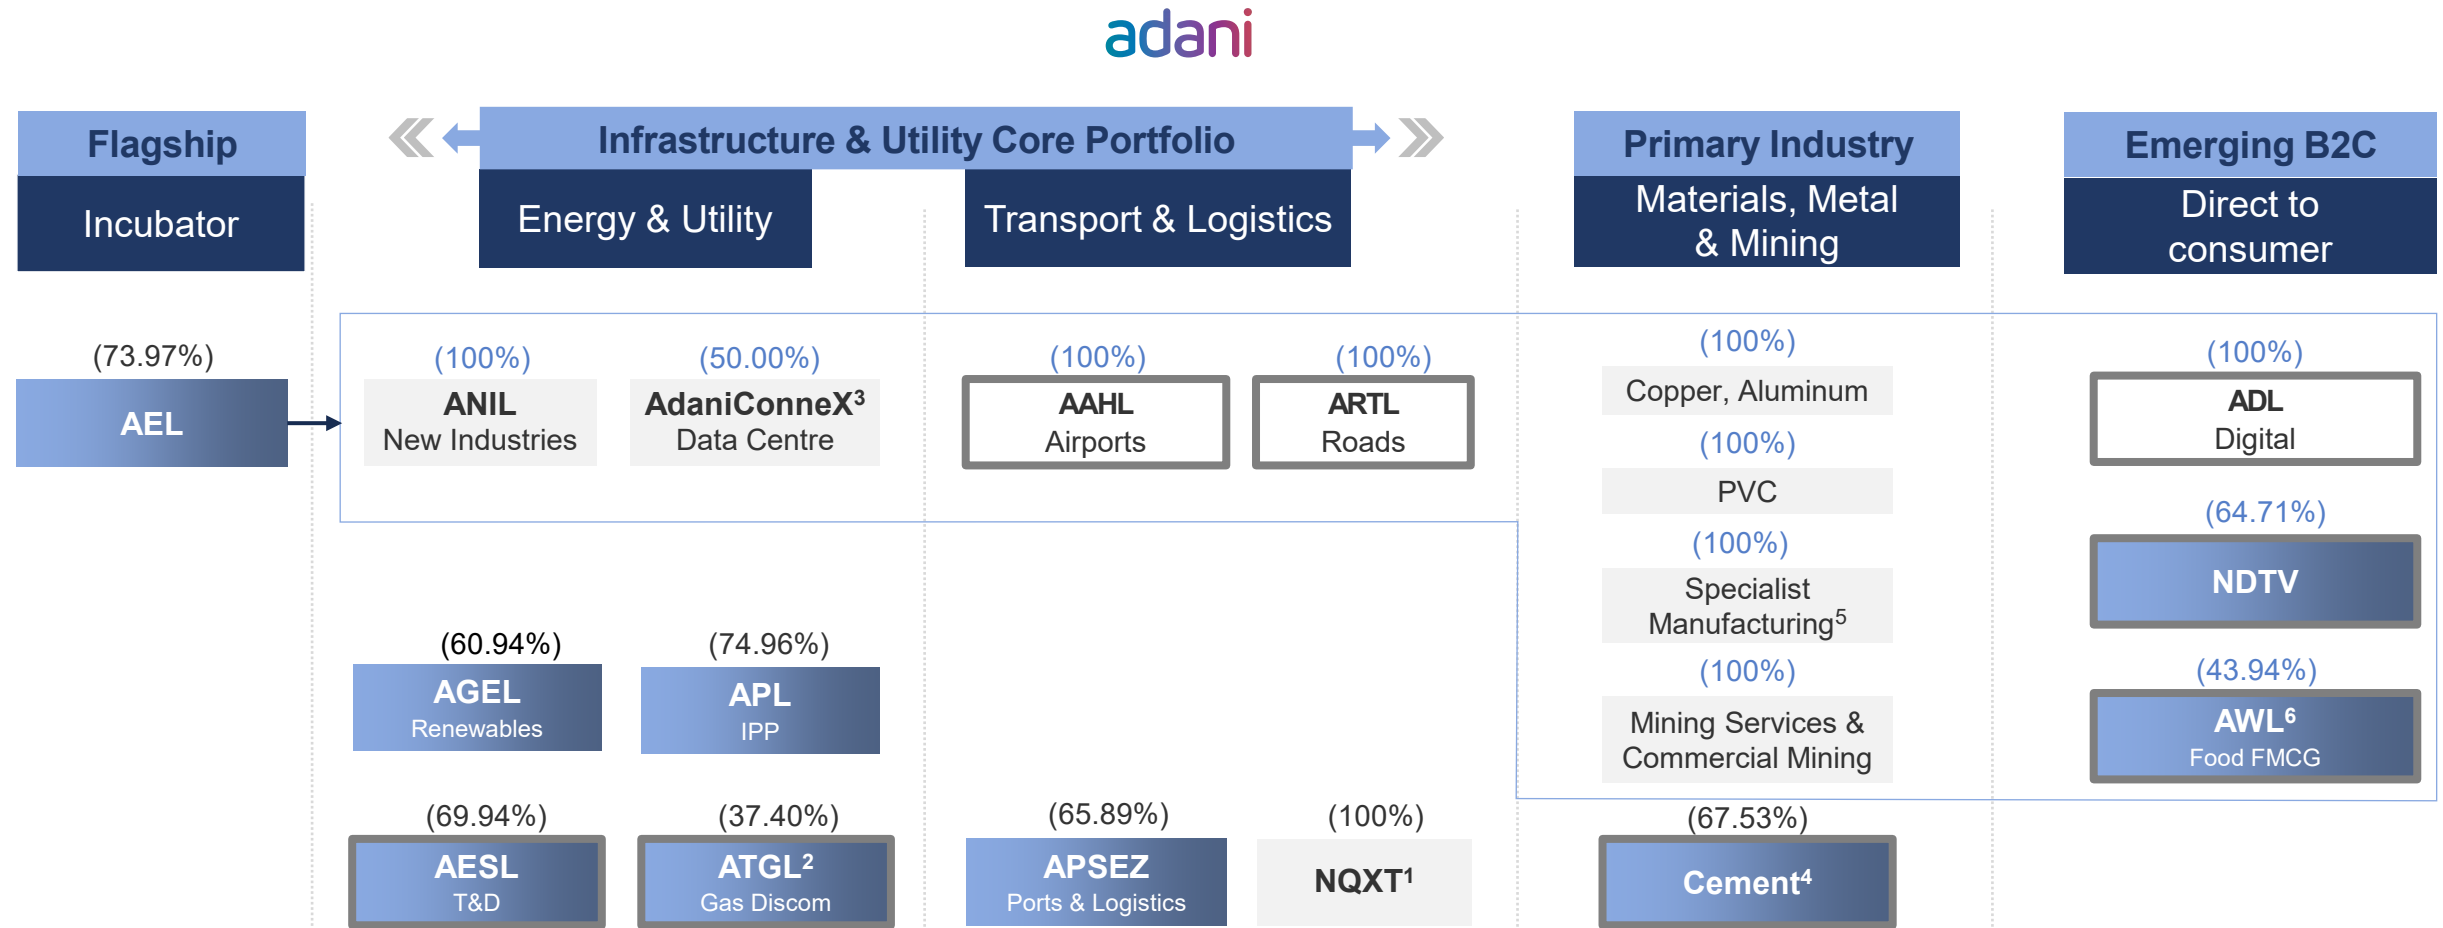 adani
Flagship
Incubator
Infrastructure & Utility Core Portfolio
Energy & Utility
Transport & Logistics
Primary Industry
Materials, Metal
& Mining
Emerging B2C
Direct to
consumer
(73.97%)
AEL
(100%)
ANIL
New Industries
(50.00%)
AdaniConneX³
Data Centre
(100%)
AAHL
Airports
(100%)
ARTL
Roads
(100%)
Copper, Aluminum
(100%)
PVC
(100%)
Specialist
Manufacturing⁵
(100%)
Mining Services &
Commercial Mining
(100%)
ADL
Digital
(64.71%)
NDTV
(43.94%)
AWL⁶
Food FMCG
(60.94%)
AGEL
Renewables
(74.96%)
APL
IPP
(69.94%)
AESL
T&D
(37.40%)
ATGL²
Gas Discom
(65.89%)
APSEZ
Ports & Logistics
(100%)
NQXT¹
(67.53%)
Cement⁴